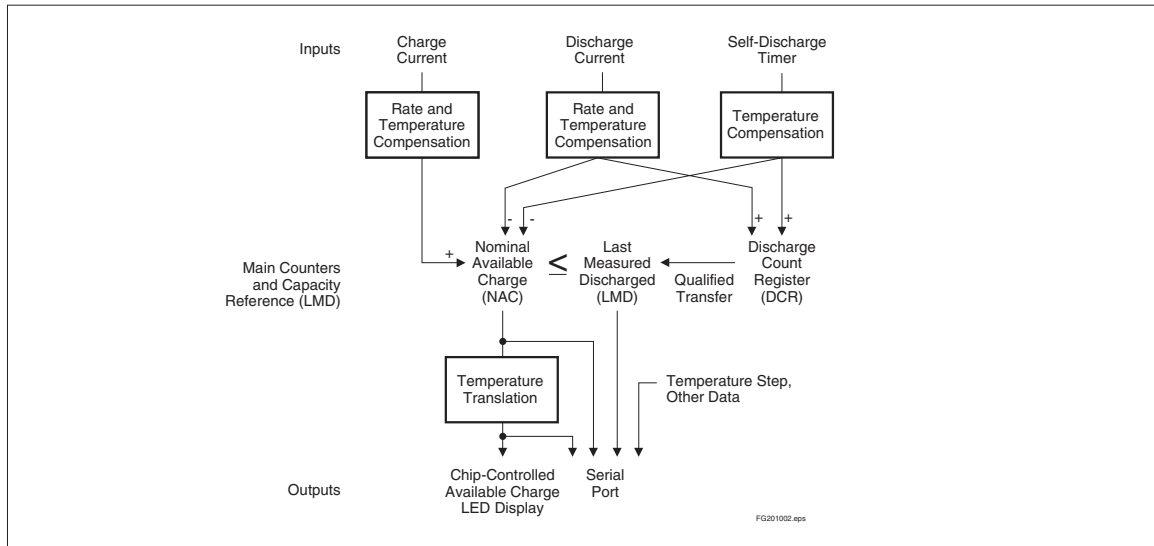 Inputs
Charge
Current
Discharge
Current
Self-Discharge
Timer
Rate and
Temperature
Compensation
Rate and
Temperature
Compensation
Temperature
Compensation
- -
+ +
+
Main Counters
and Capacity
Reference (LMD)
Nominal
Available
Charge
(NAC)
≤
Last
Measured
Discharged
(LMD)
Qualified
Transfer
Discharge
Count
Register
(DCR)
Temperature
Translation
Temperature Step,
Other Data
Outputs
Chip-Controlled
Available Charge
LED Display
Serial
Port
FG201002.eps